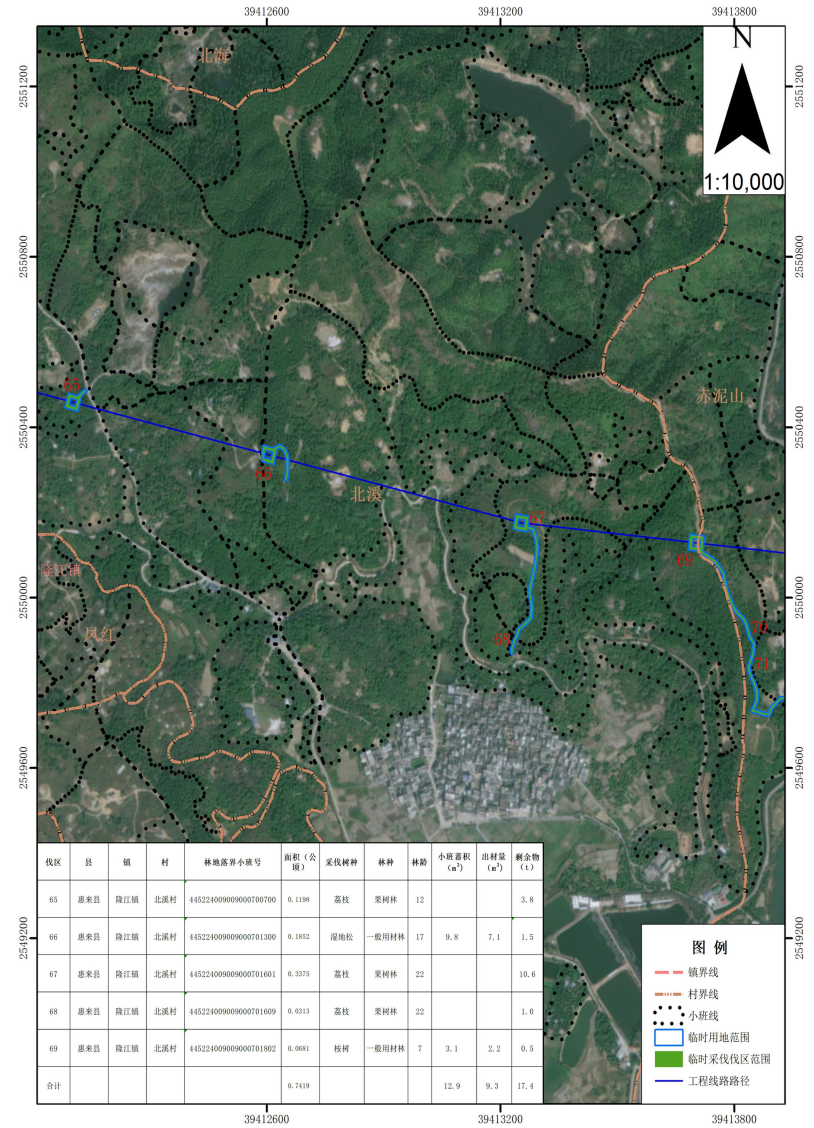 39412600 39413200 39413800
2551200 2551200
2550800 2550800
2550400 2550400
2550000 2550000
2549600 2549600
2549200 2549200
N
1:10,000
北海
赤泥山
65
66
北溪
67
69
隆江镇
凤红
68
70
71
伐区 县 镇 村 林地落界小班号 面积（公顷） 采伐树种 林种 林龄 小班蓄积（m³） 出材量（m³） 剩余物（t）
65 惠来县 隆江镇 北溪村 445224009009000700700 0.1198 荔枝 果树林 12 3.8
66 惠来县 隆江镇 北溪村 445224009009000701300 0.1852 湿地松 一般用材林 17 9.8 7.1 1.5
67 惠来县 隆江镇 北溪村 445224009009000701601 0.3375 荔枝 果树林 22 10.6
68 惠来县 隆江镇 北溪村 445224009009000701609 0.0313 荔枝 果树林 22 1.0
69 惠来县 隆江镇 北溪村 445224009009000701802 0.0681 桉树 一般用材林 7 3.1 2.2 0.5
合计 0.7419 12.9 9.3 17.4
图 例
镇界线
村界线
小班线
临时用地范围
临时采伐伐区范围
工程线路路径
39412600 39413200 39413800